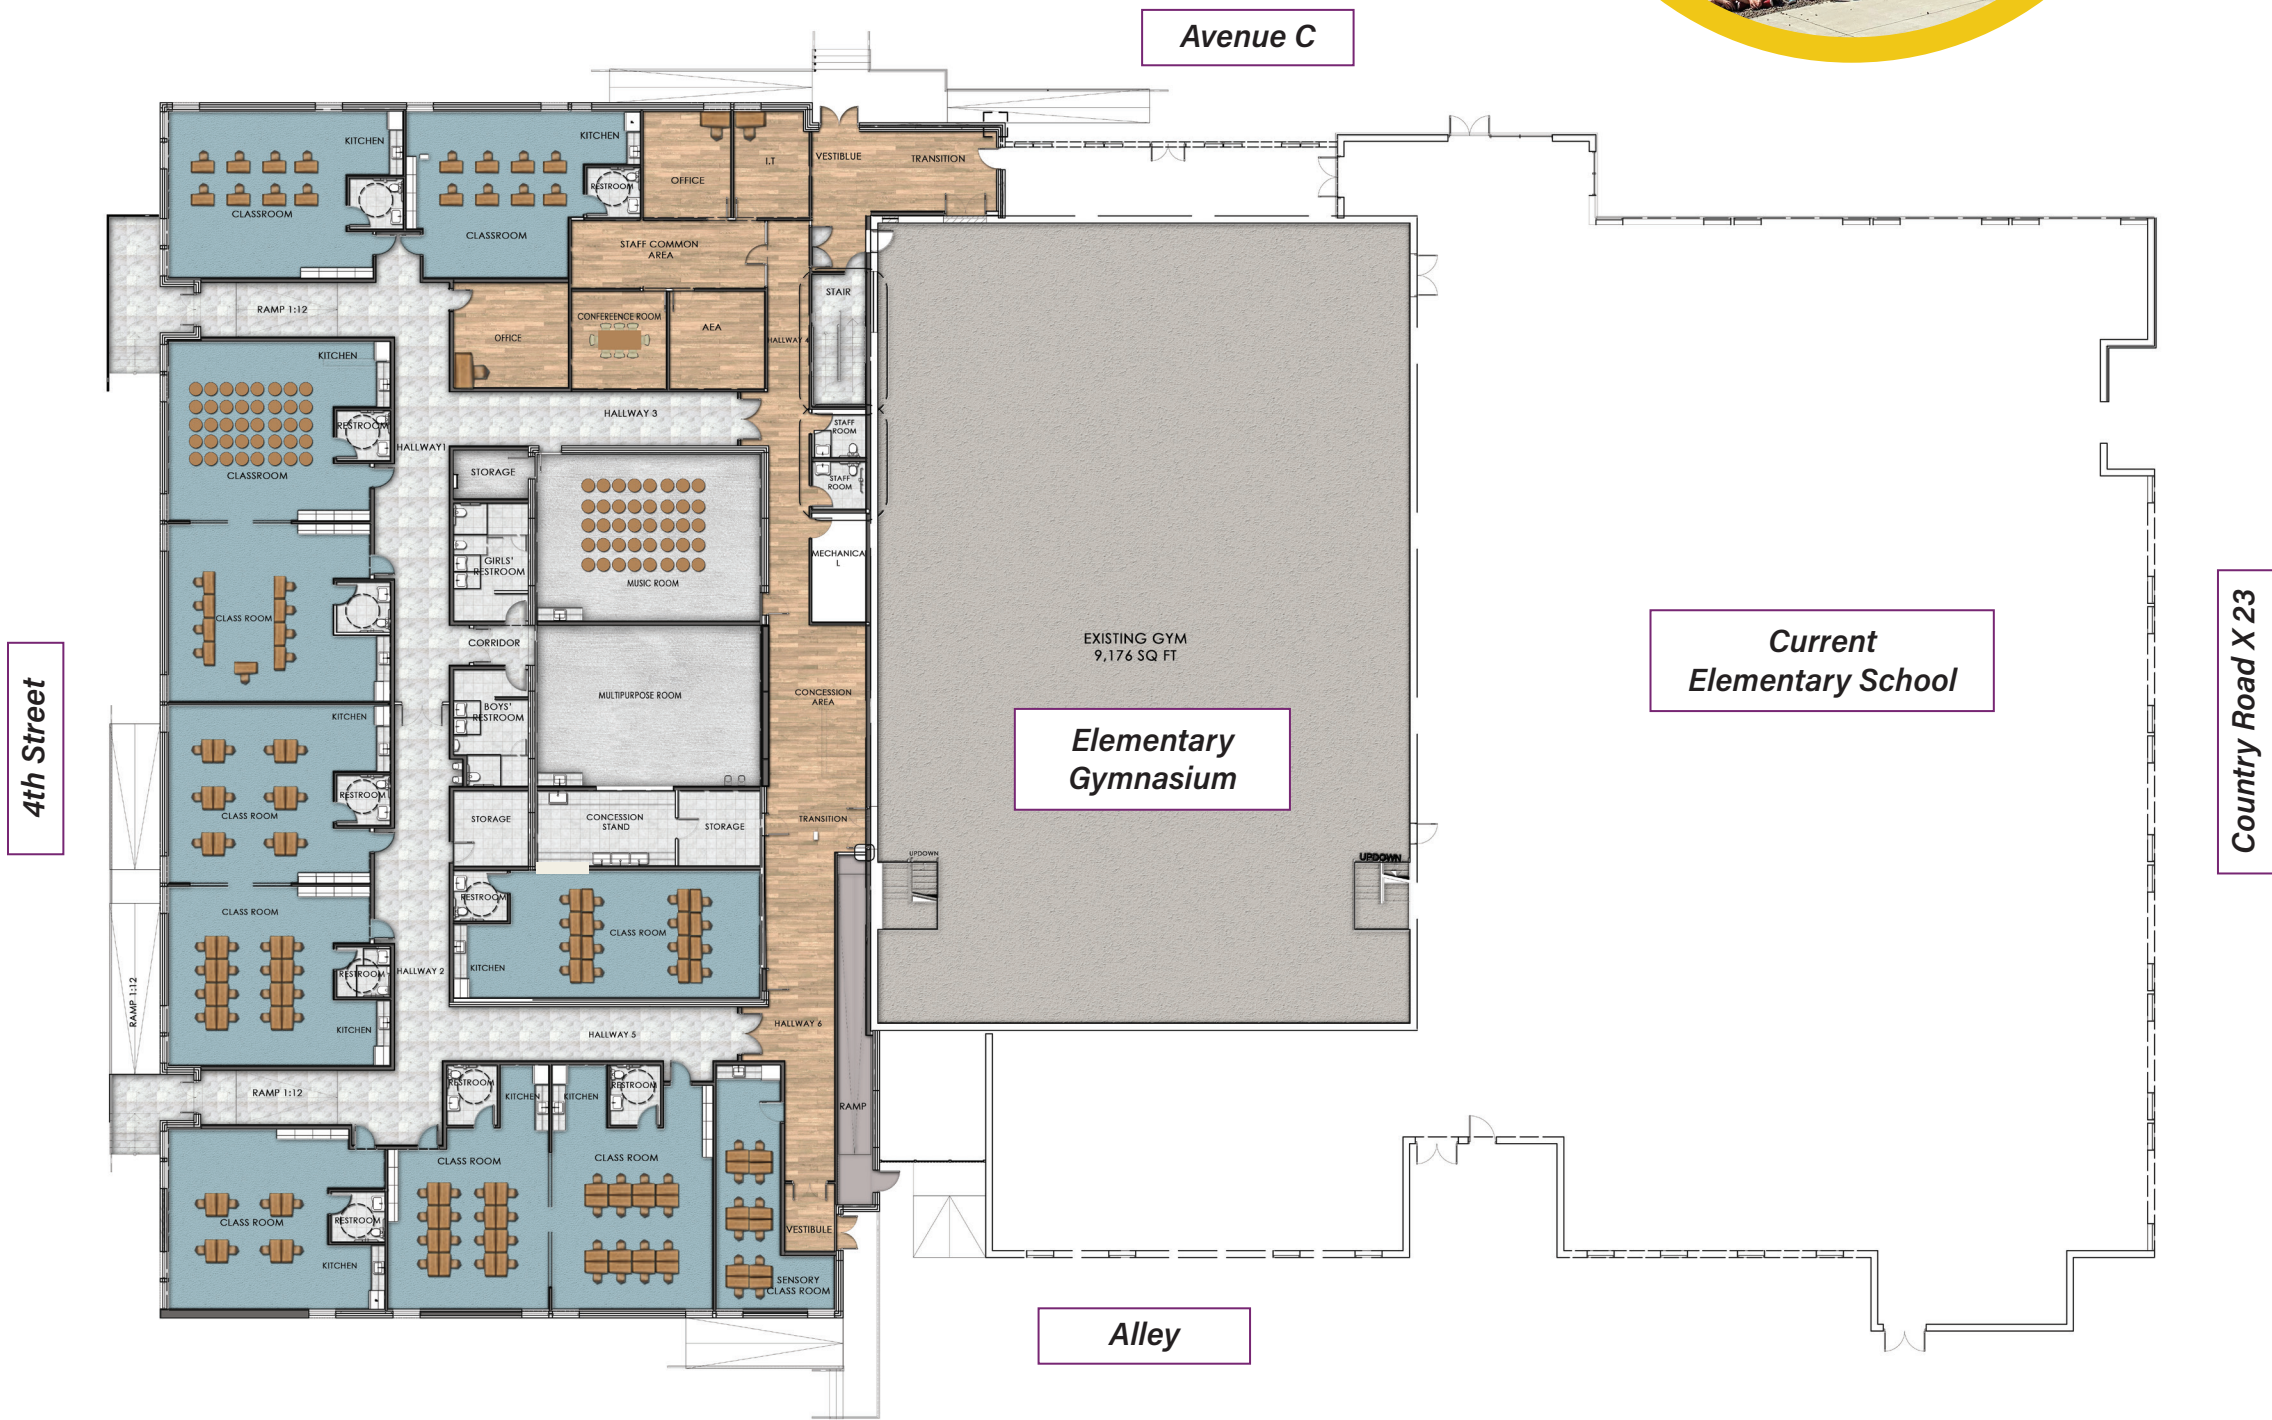 Avenue C
KITCHEN
CLASSROOM
KITCHEN
RESTROOM
CLASSROOM
OFFICE
I.T
VESTIBLUE
TRANSITION
STAFF COMMON
AREA
STAIR
RAMP 1:12
OFFICE
CONFEREENCE ROOM
AEA
HALLWAY 4
KITCHEN
RESTROOM
CLASSROOM
HALLWAY1
HALLWAY 3
STAFF
ROOM
STAFF
ROOM
STORAGE
GIRLS'
RESTROOM
MUSIC ROOM
MECHANICA
L
CLASS ROOM
CORRIDOR
MULTIPURPOSE ROOM
CONCESSION
AREA
BOYS'
RESTROOM
EXISTING GYM
9,176 SQ FT
Elementary
Gymnasium
Current
Elementary School
4th Street
Country Road X 23
KITCHEN
RESTROOM
CLASS ROOM
STORAGE
CONCESSION
STAND
STORAGE
TRANSITION
UPDOWN
UPDOWN
CLASS ROOM
RESTROOM
KITCHEN
RAMP 1:12
HALLWAY 2
RESTROOM
CLASS ROOM
KITCHEN
HALLWAY 5
HALLWAY 6
RAMP 1:12
RESTROOM
KITCHEN
KITCHEN
RESTROOM
RAMP
CLASS ROOM
CLASS ROOM
CLASS ROOM
RESTROOM
KITCHEN
VESTIBULE
SENSORY
CLASS ROOM
Alley